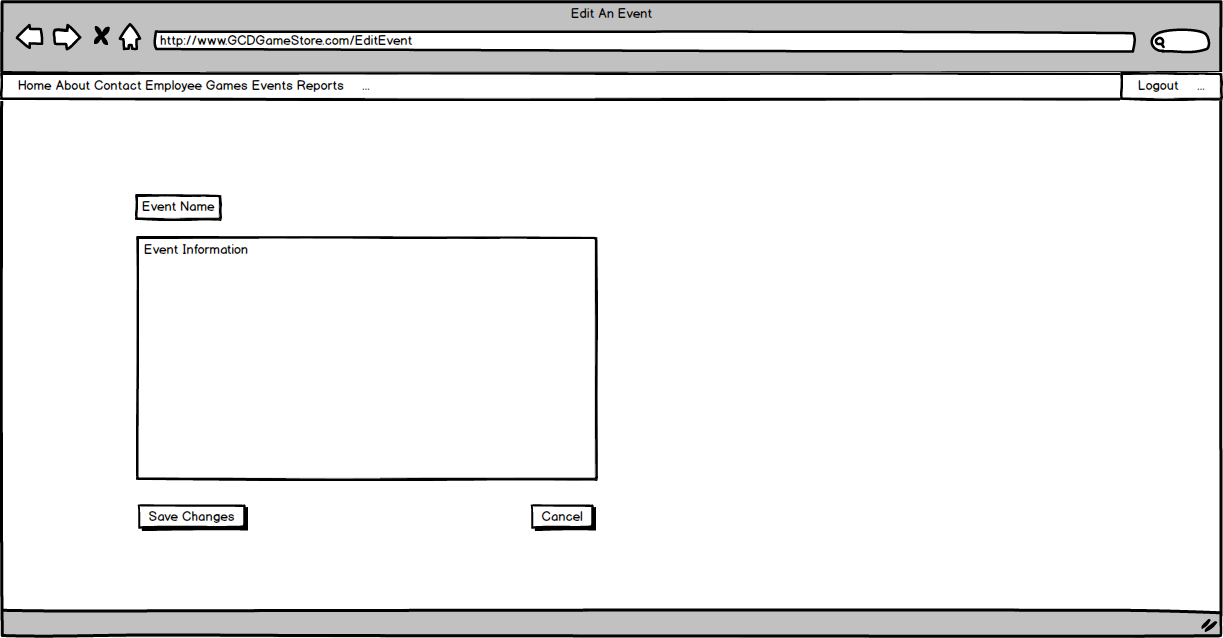 Edit An Event
http://www.GCDGameStore.com/EditEvent
Home About Contact Employee Games Events Reports ... Logout ...
Event Name
Event Information
Save Changes Cancel